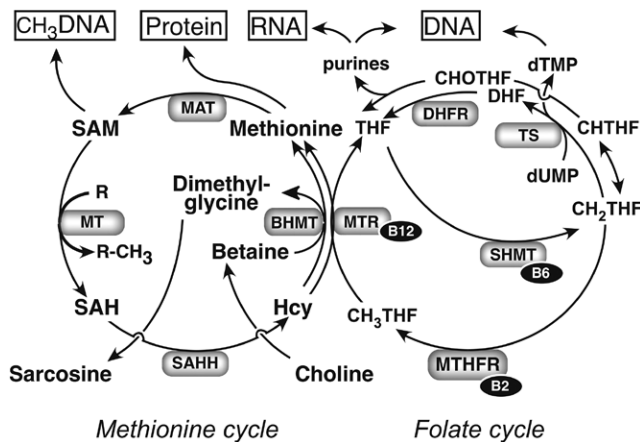 CH₃DNA
Protein
RNA
DNA
purines
dTMP
CHOTHF
DHF
MAT
SAM
Methionine
THF
DHFR
TS
CHTHF
dUMP
R
MT
R-CH₃
Dimethyl-
glycine
BHMT
MTR
B12
CH₂THF
Betaine
SHMT
B6
SAH
Hcy
CH₃THF
SAHH
MTHFR
B2
Sarcosine
Choline
Methionine cycle
Folate cycle